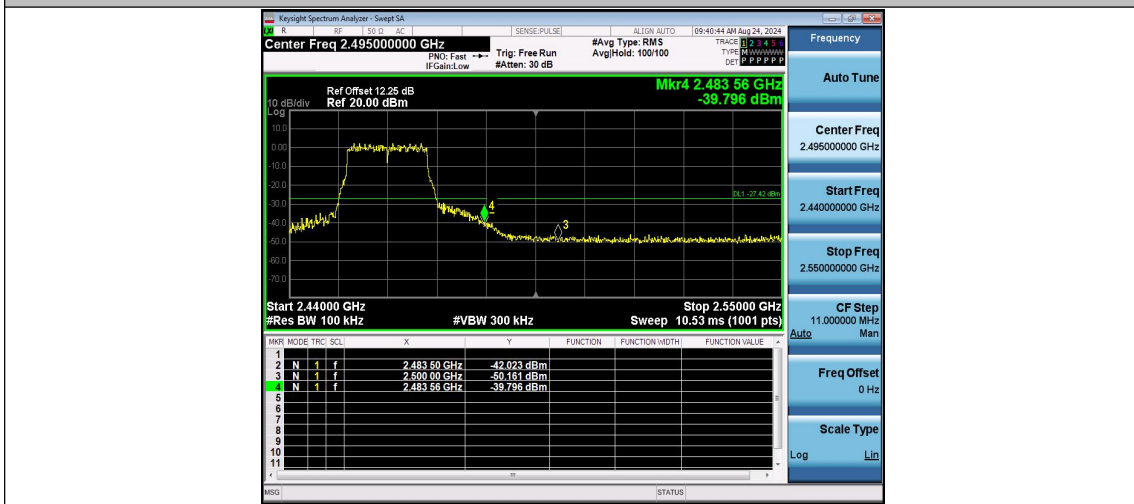 Keysight Spectrum Analyzer - Swept SA
R RF 50 Ω AC SENSE:PULSE ALIGN AUTO 09:40:44 AM Aug 24, 2024
Center Freq 2.495000000 GHz
PNO: Fast Trig: Free Run
IFGain:Low #Atten: 30 dB
#Avg Type: RMS
Avg|Hold: 100/100
TRACE 1 2 3 4 5 6
TYPE M W W W W W
DET P P P P P P
Frequency
Auto Tune
Center Freq
2.495000000 GHz
Start Freq
2.440000000 GHz
Stop Freq
2.550000000 GHz
CF Step
11.000000 MHz
Auto Man
Freq Offset
0 Hz
Scale Type
Log Lin
Mkr4 2.483 56 GHz
-39.796 dBm
Ref Offset 12.25 dB
10 dB/div Ref 20.00 dBm
Log
10.0
0.00
-10.0
-20.0
-30.0
-40.0
-50.0
-60.0
-70.0
DL1 -27.42 dBm
4
3
Start 2.44000 GHz Stop 2.55000 GHz
#Res BW 100 kHz #VBW 300 kHz Sweep 10.53 ms (1001 pts)
MKR MODE TRC SCL X Y FUNCTION FUNCTION WIDTH FUNCTION VALUE
1
2 N 1 f 2.483 50 GHz -42.023 dBm
3 N 1 f 2.500 00 GHz -50.161 dBm
4 N 1 f 2.483 56 GHz -39.796 dBm
5
6
7
8
9
10
11
MSG STATUS